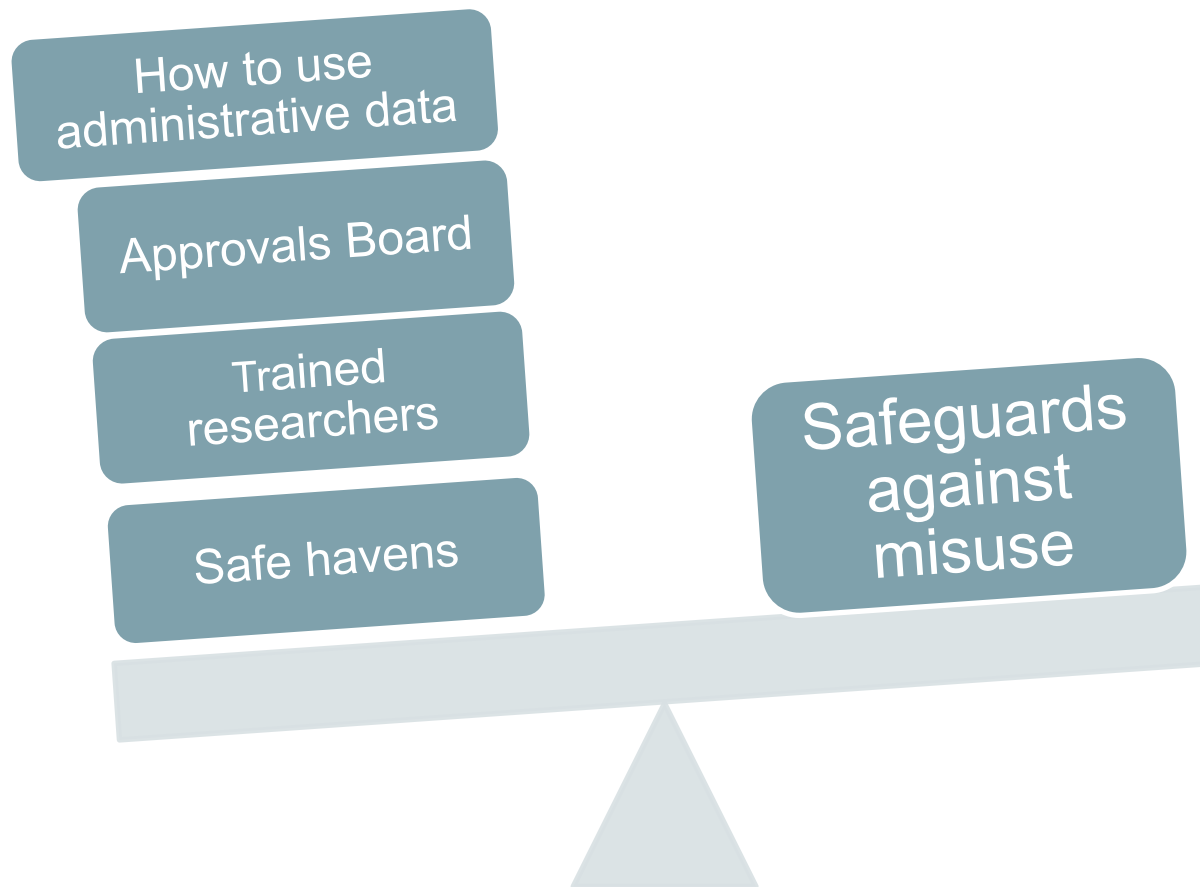 How to use
administrative data
Approvals Board
Trained
researchers
Safe havens
Safeguards
against
misuse